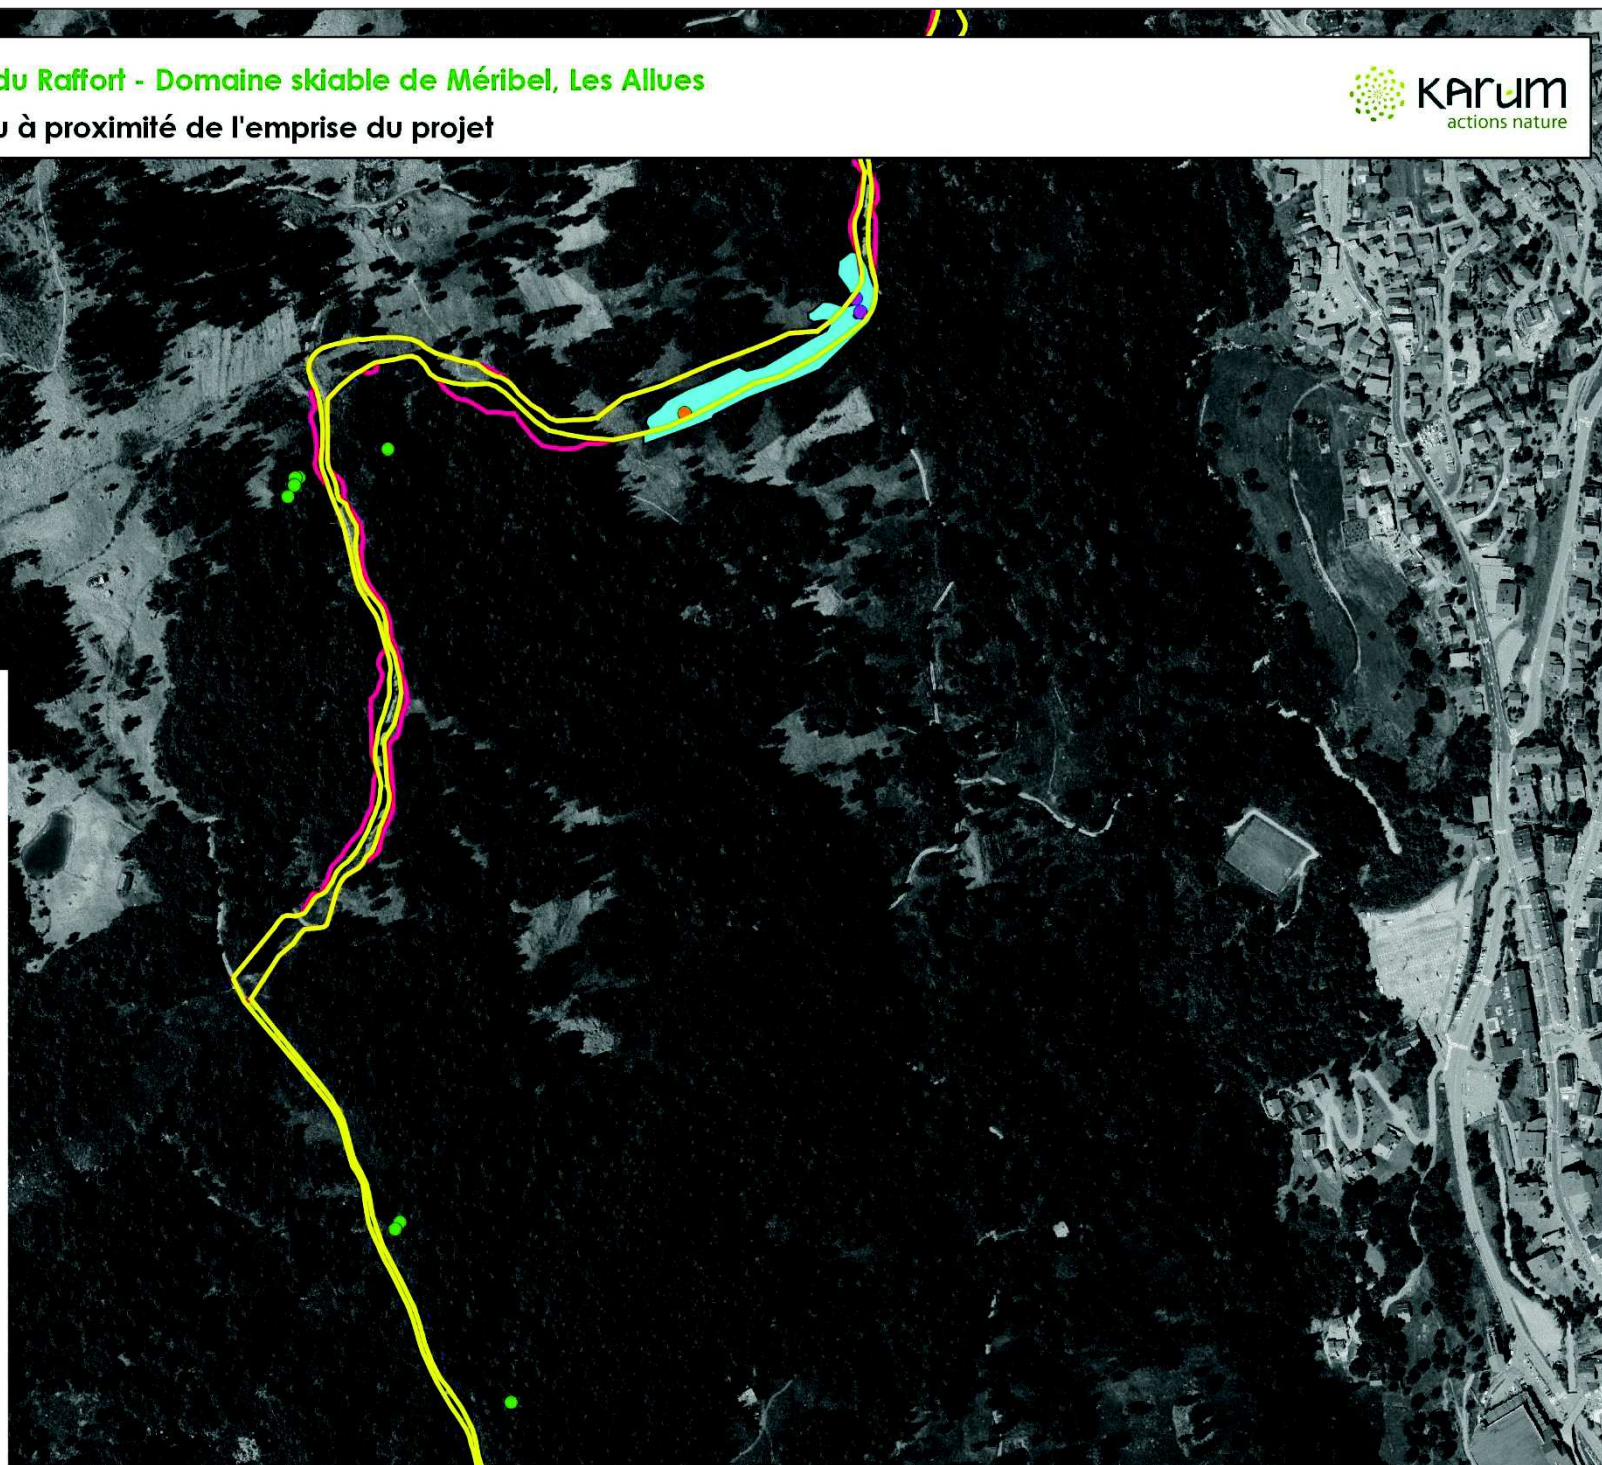 du Raffort - Domaine skiable de Méribel, Les Allues
u à proximité de l'emprise du projet
KARUM
actions nature